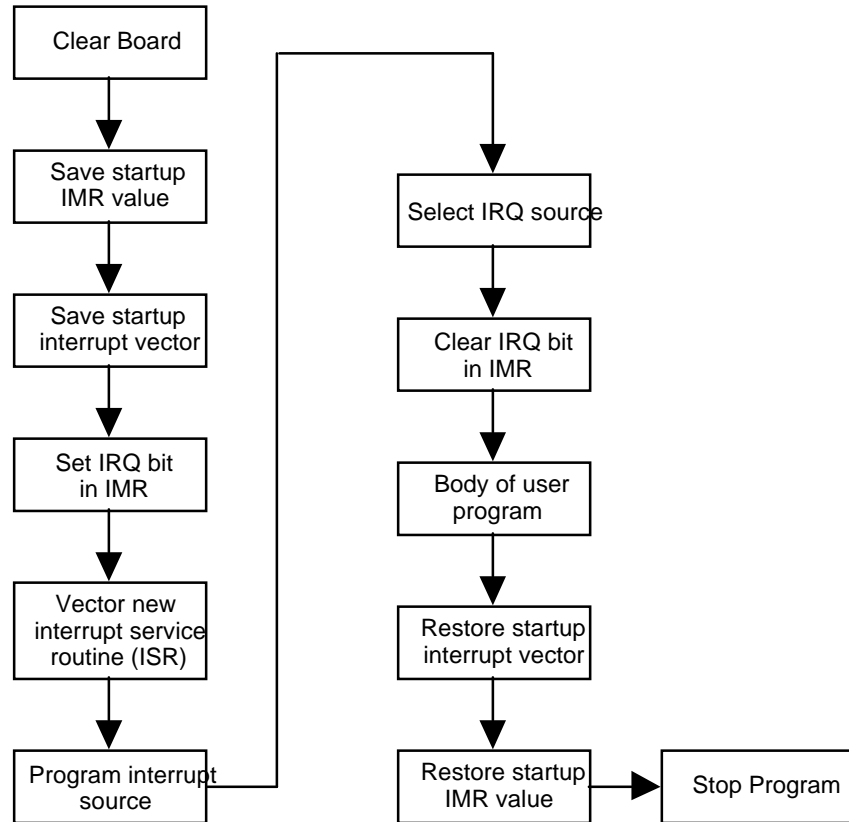 Clear Board
Save startup
IMR value
Save startup
interrupt vector
Set IRQ bit
in IMR
Vector new
interrupt service
routine (ISR)
Program interrupt
source
Select IRQ source
Clear IRQ bit
in IMR
Body of user
program
Restore startup
interrupt vector
Restore startup
IMR value
Stop Program